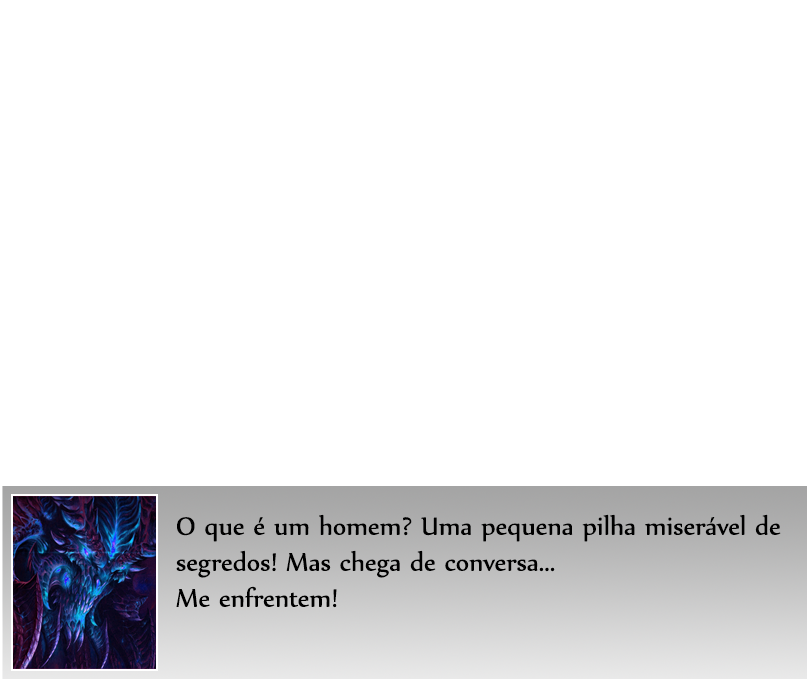 O que é um homem? Uma pequena pilha miserável de
segredos! Mas chega de conversa...
Me enfrentem!